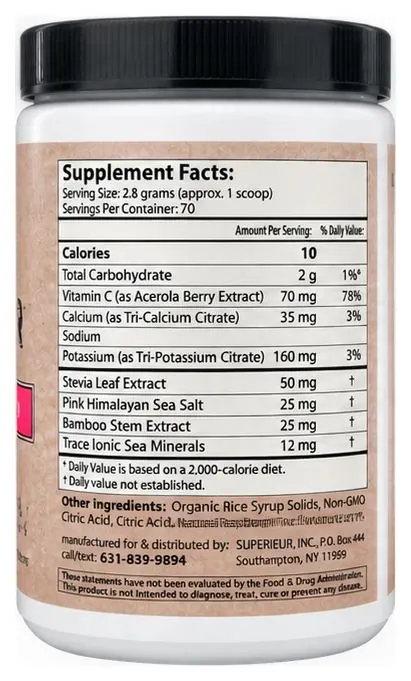 Supplement Facts:
Serving Size: 2.8 grams (approx. 1 scoop)
Servings Per Container: 70
Amount Per Serving: % Daily Value:
Calories 10
Total Carbohydrate 2 g 1%*
Vitamin C (as Acerola Berry Extract) 70 mg 78%
Calcium (as Tri-Calcium Citrate) 35 mg 3%
Sodium
Potassium (as Tri-Potassium Citrate) 160 mg 3%
Stevia Leaf Extract 50 mg †
Pink Himalayan Sea Salt 25 mg †
Bamboo Stem Extract 25 mg †
Trace Ionic Sea Minerals 12 mg †
* Daily Value is based on a 2,000-calorie diet.
† Daily value not established.
Other ingredients: Organic Rice Syrup Solids, Non-GMO
Citric Acid, Citric Acid,
manufactured for & distributed by: SUPERIEUR, INC., P.O. Box 444
call/text: 631-839-9894 Southampton, NY 11959
These statements have not been evaluated by the Food & Drug Administration.
This product is not intended to diagnose, treat, cure or prevent any disease.